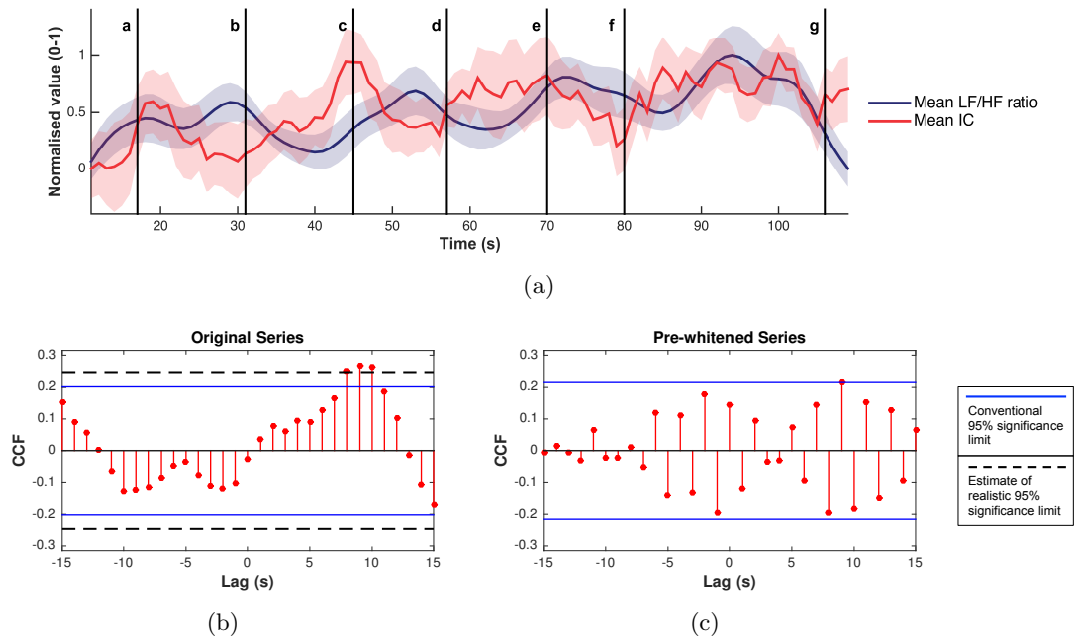 a b c d e f g
Normalised value (0-1)
1
0.5
0
20 30 40 50 60 70 80 90 100
Time (s)
Mean LF/HF ratio
Mean IC
(a)
Original Series
CCF
0.3
0.2
0.1
0
-0.1
-0.2
-0.3
-15 -10 -5 0 5 10 15
Lag (s)
(b)
Pre-whitened Series
CCF
0.3
0.2
0.1
0
-0.1
-0.2
-0.3
-15 -10 -5 0 5 10 15
Lag (s)
(c)
Conventional
95% significance
limit
Estimate of
realistic 95%
significance limit